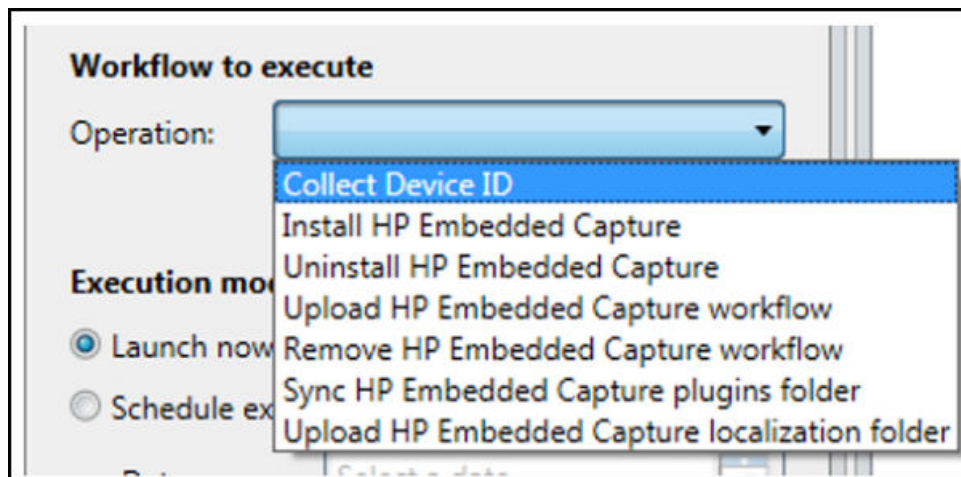 Workflow to execute
Operation:
Collect Device ID
Install HP Embedded Capture
Uninstall HP Embedded Capture
Upload HP Embedded Capture workflow
Remove HP Embedded Capture workflow
Sync HP Embedded Capture plugins folder
Upload HP Embedded Capture localization folder
Execution mo
Launch now
Schedule ex
Select a date